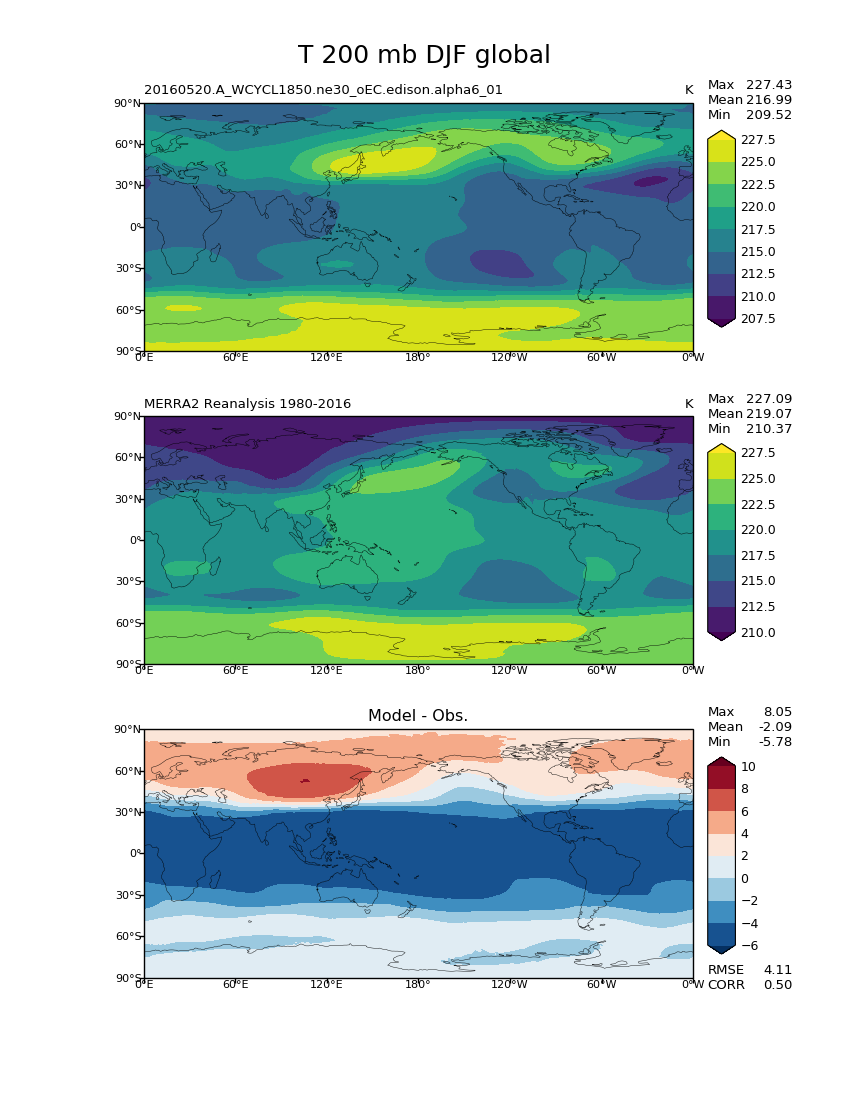 T 200 mb DJF global
20160520.A_WCYCL1850.ne30_oEC.edison.alpha6_01
K
Max 227.43
Mean 216.99
Min 209.52
90°N
60°N
30°N
0°
30°S
60°S
90°S
0°E 60°E 120°E 180° 120°W 60°W 0°W
227.5
225.0
222.5
220.0
217.5
215.0
212.5
210.0
207.5
MERRA2 Reanalysis 1980-2016
K
Max 227.09
Mean 219.07
Min 210.37
90°N
60°N
30°N
0°
30°S
60°S
90°S
0°E 60°E 120°E 180° 120°W 60°W 0°W
227.5
225.0
222.5
220.0
217.5
215.0
212.5
210.0
Model - Obs.
Max 8.05
Mean -2.09
Min -5.78
90°N
60°N
30°N
0°
30°S
60°S
90°S
0°E 60°E 120°E 180° 120°W 60°W 0°W
10
8
6
4
2
0
−2
−4
−6
RMSE 4.11
CORR 0.50